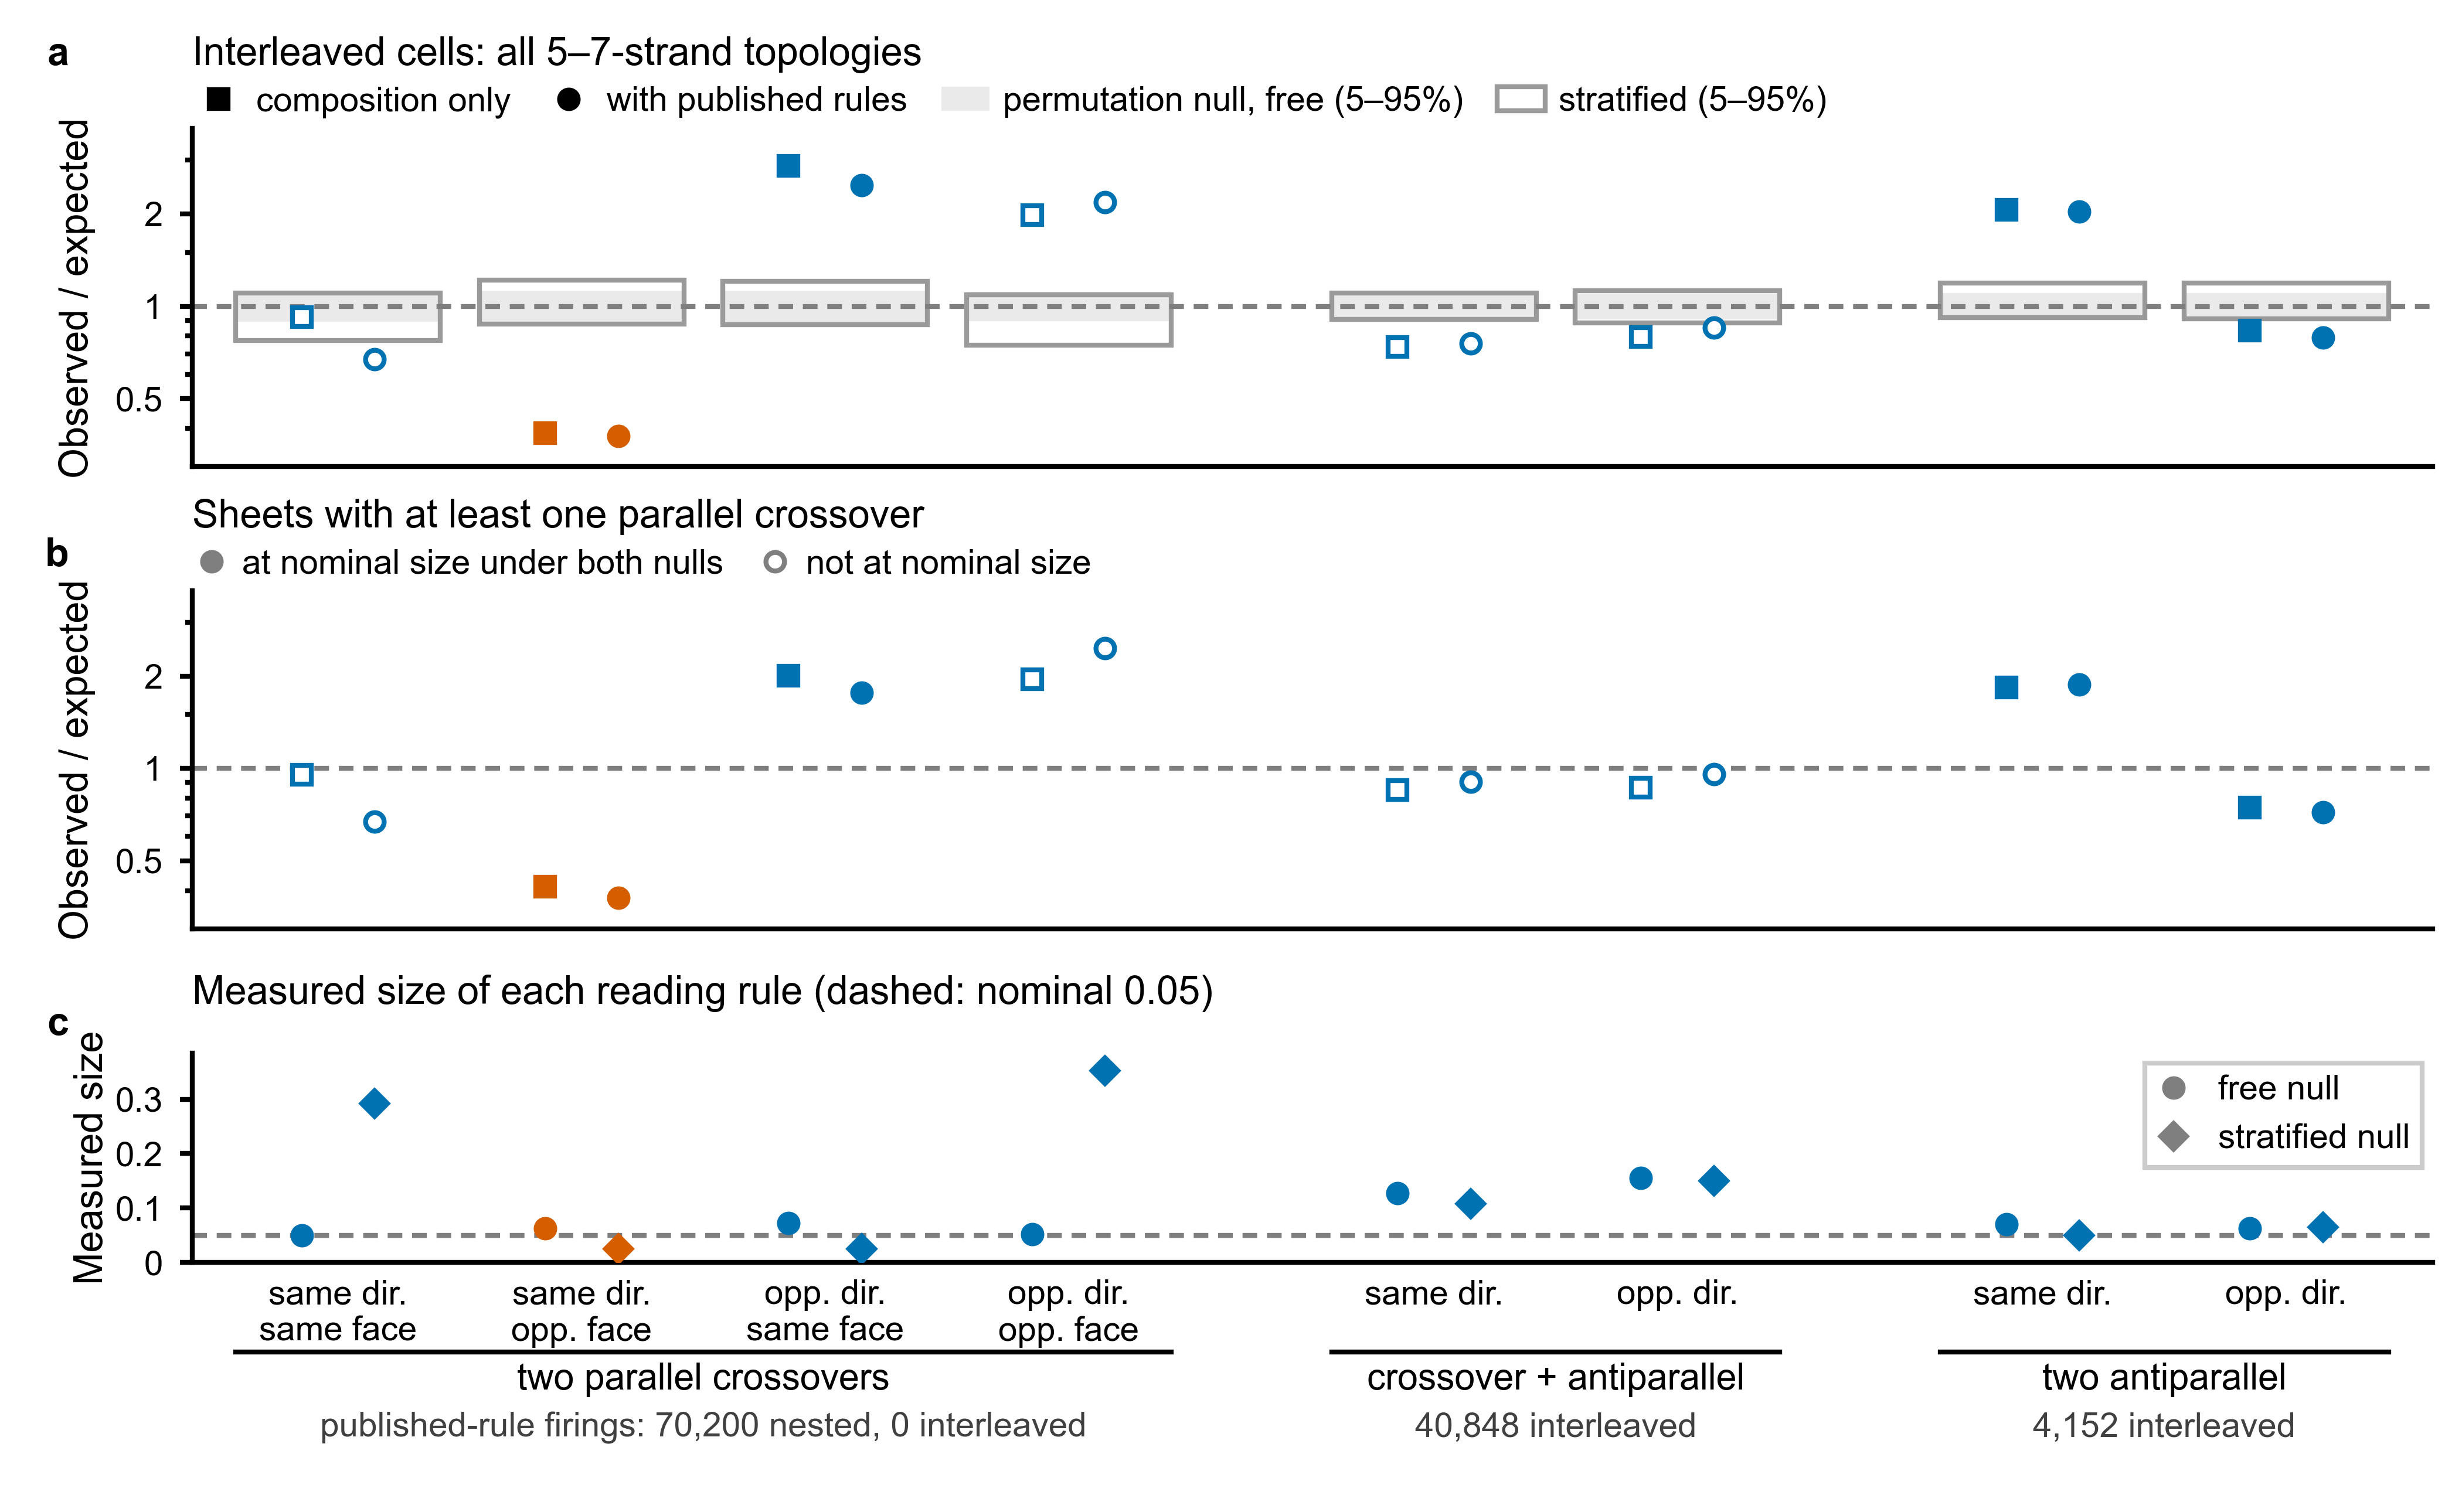 a
Interleaved cells: all 5–7-strand topologies
composition only
with published rules
permutation null, free (5–95%)
stratified (5–95%)
Observed / expected
2
1
0.5
Sheets with at least one parallel crossover
b
at nominal size under both nulls
not at nominal size
Observed / expected
2
1
0.5
Measured size of each reading rule (dashed: nominal 0.05)
c
Measured size
0.3
0.2
0.1
0
free null
stratified null
same dir. same dir. opp. dir. opp. dir. same dir. opp. dir. same dir. opp. dir.
same face opp. face same face opp. face
two parallel crossovers crossover + antiparallel two antiparallel
published-rule firings: 70,200 nested, 0 interleaved 40,848 interleaved 4,152 interleaved